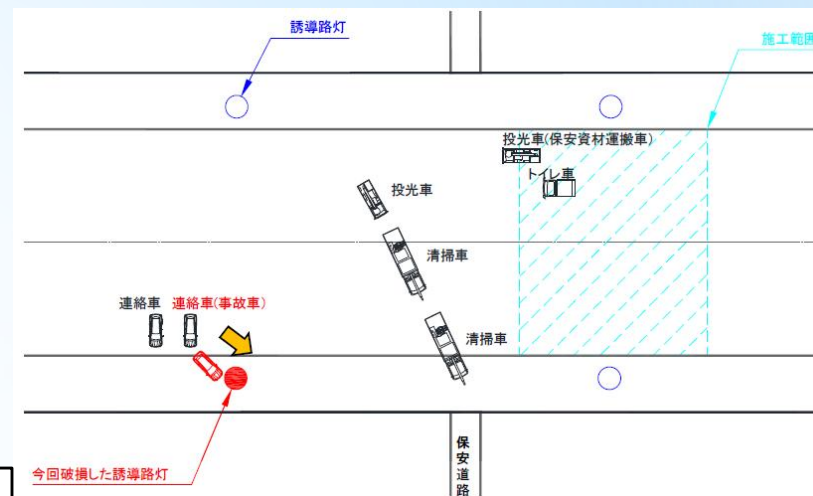 誘導路灯
施工範囲
投光車(保安資材運搬車)
トイレ車
投光車
清掃車
連絡車 連絡車(事故車)
清掃車
保安道路
今回破損した誘導路灯